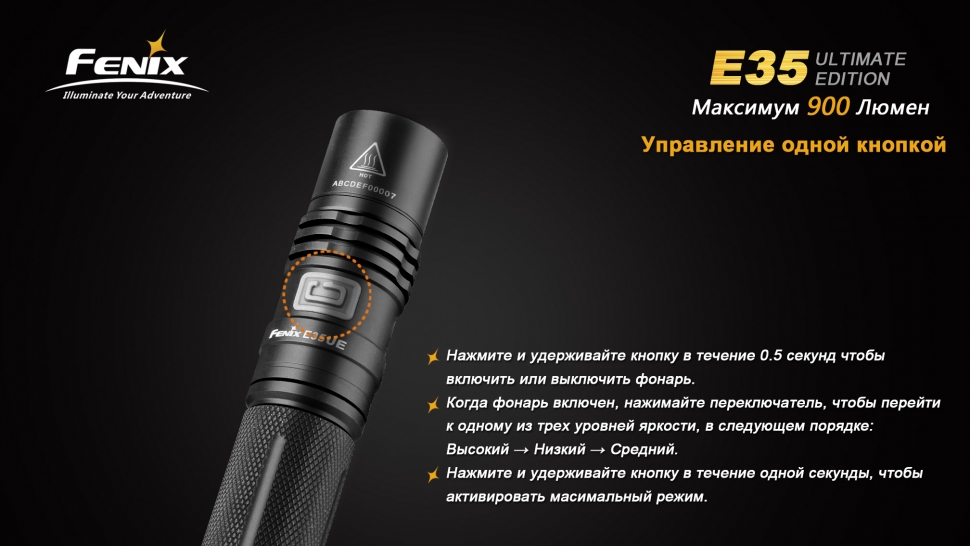 FENIX
Illuminate Your Adventure
E35 ULTIMATE
EDITION
Максимум 900 Люмен
Управление одной кнопкой
HOT
ABCDEF00007
FENIX E35UE
Нажмите и удерживайте кнопку в течение 0.5 секунд чтобы
включить или выключить фонарь.
Когда фонарь включен, нажимайте переключатель, чтобы перейти
к одному из трех уровней яркости, в следующем порядке:
Высокий → Низкий → Средний.
Нажмите и удерживайте кнопку в течение одной секунды, чтобы
активировать масимальный режим.